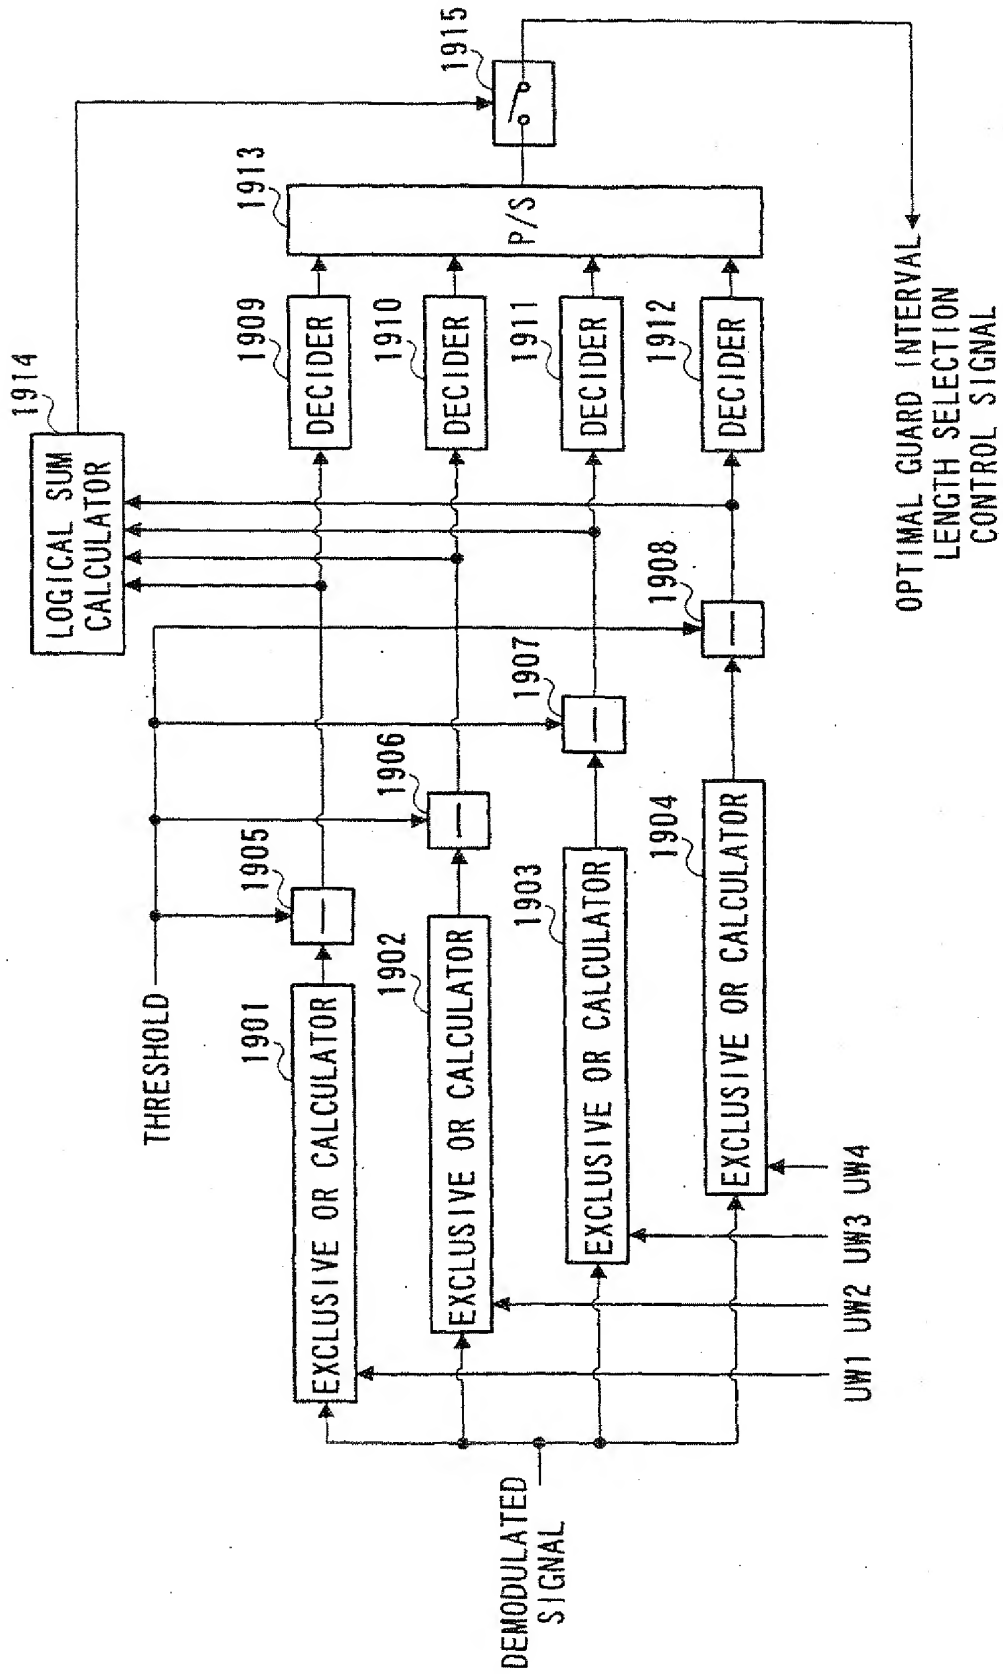 LOGICAL SUM
CALCULATOR
1914
1915
THRESHOLD
1913
P/S
1909
DECIDER
1910
DECIDER
1911
DECIDER
1912
DECIDER
1905
1906
1907
1908
1901
EXCLUSIVE OR CALCULATOR
1902
EXCLUSIVE OR CALCULATOR
1903
EXCLUSIVE OR CALCULATOR
1904
EXCLUSIVE OR CALCULATOR
DEMODULATED
SIGNAL
UW1
UW2
UW3
UW4
OPTIMAL GUARD INTERVAL
LENGTH SELECTION
CONTROL SIGNAL